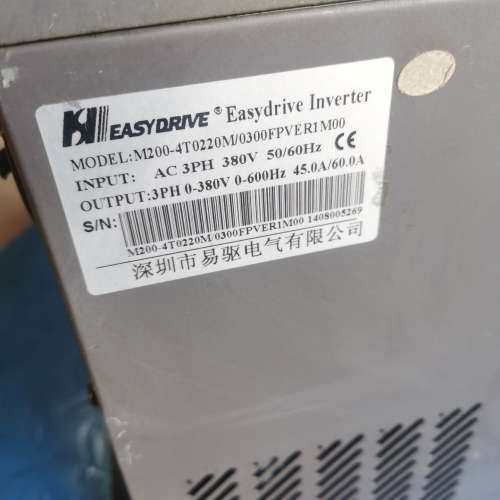 EASYDRIVE® Easydrive Inverter
MODEL:M200-4T0220M/0300FPVER1M00
INPUT: AC 3PH 380V 50/60Hz CE
OUTPUT:3PH 0-380V 0-600Hz 45.0A/60.0A
S/N:
M200-4T0220M/0300FPVER1M00 1408005269
深圳市易驱电气有限公司